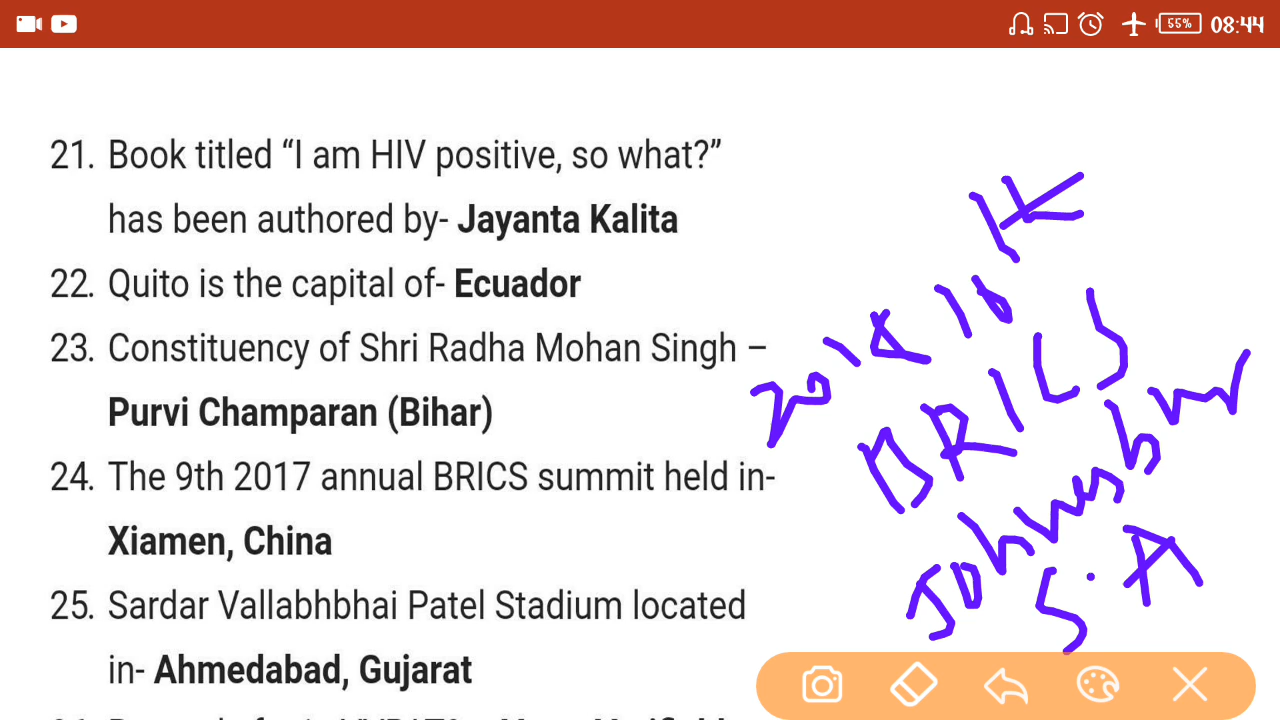 55% 08:44
21. Book titled “I am HIV positive, so what?”
has been authored by- Jayanta Kalita
22. Quito is the capital of- Ecuador
23. Constituency of Shri Radha Mohan Singh –
Purvi Champaran (Bihar)
24. The 9th 2017 annual BRICS summit held in-
Xiamen, China
25. Sardar Vallabhbhai Patel Stadium located
in- Ahmedabad, Gujarat
2018 10
BRICS
S.A